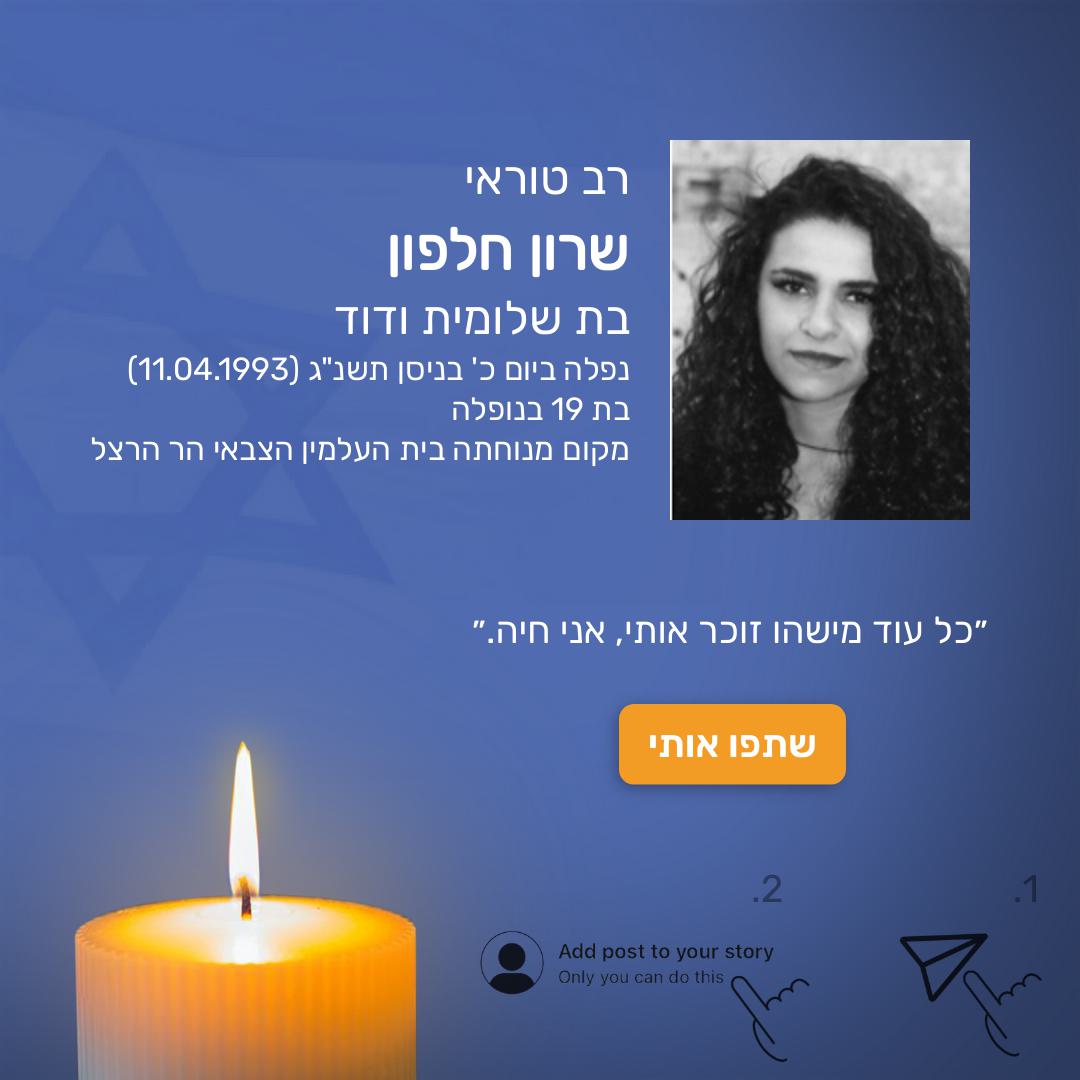 רב טוראי
שרון חלפון
בת שלומית ודוד
נפלה ביום כ' בניסן תשנ"ג (11.04.1993)
בת 19 בנופלה
מקום מנוחתה בית העלמין הצבאי הר הרצל
״כל עוד מישהו זוכר אותי, אני חיה.״
שתפו אותי
.1
.2
Add post to your story
Only you can do this